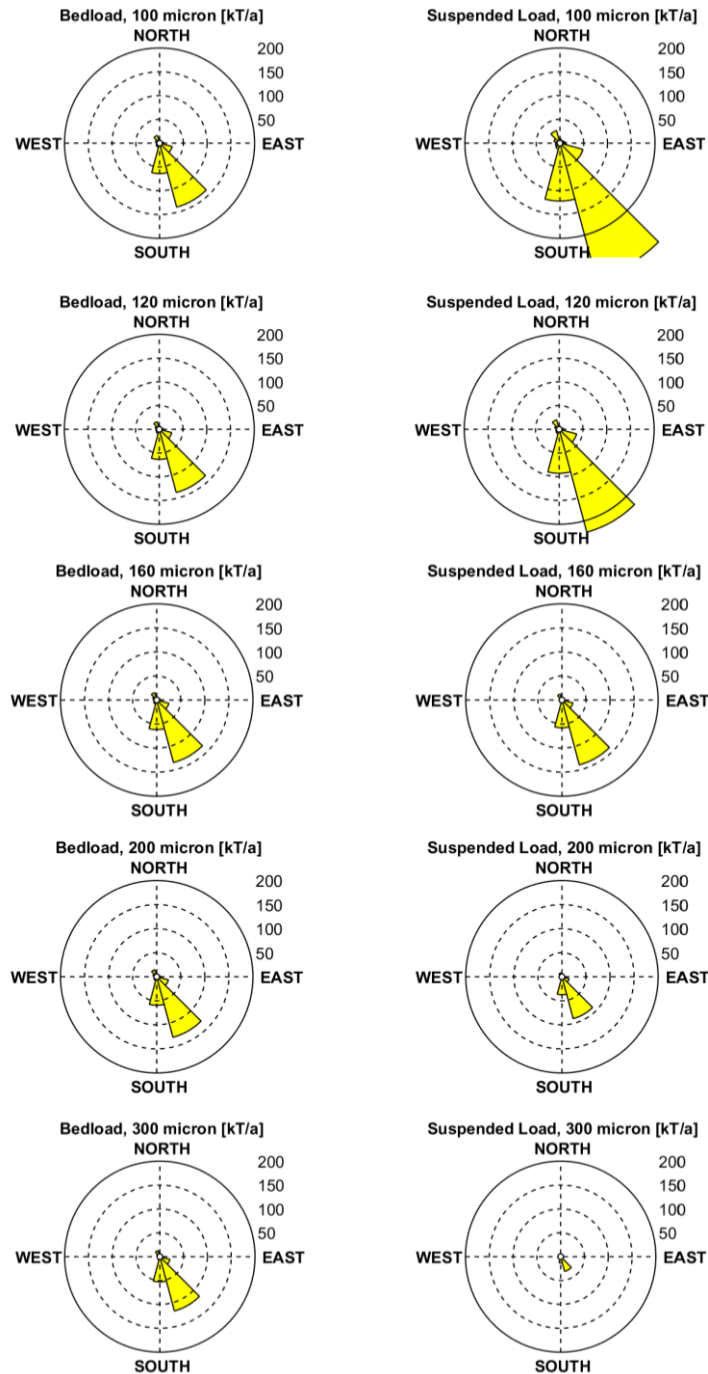 Bedload, 100 micron [kT/a]
NORTH
200
150
100
50
WEST
EAST
SOUTH
Suspended Load, 100 micron [kT/a]
NORTH
200
150
100
50
WEST
EAST
SOUTH
Bedload, 120 micron [kT/a]
NORTH
200
150
100
50
WEST
EAST
SOUTH
Suspended Load, 120 micron [kT/a]
NORTH
200
150
100
50
WEST
EAST
SOUTH
Bedload, 160 micron [kT/a]
NORTH
200
150
100
50
WEST
EAST
SOUTH
Suspended Load, 160 micron [kT/a]
NORTH
200
150
100
50
WEST
EAST
SOUTH
Bedload, 200 micron [kT/a]
NORTH
200
150
100
50
WEST
EAST
SOUTH
Suspended Load, 200 micron [kT/a]
NORTH
200
150
100
50
WEST
EAST
SOUTH
Bedload, 300 micron [kT/a]
NORTH
200
150
100
50
WEST
EAST
SOUTH
Suspended Load, 300 micron [kT/a]
NORTH
200
150
100
50
WEST
EAST
SOUTH